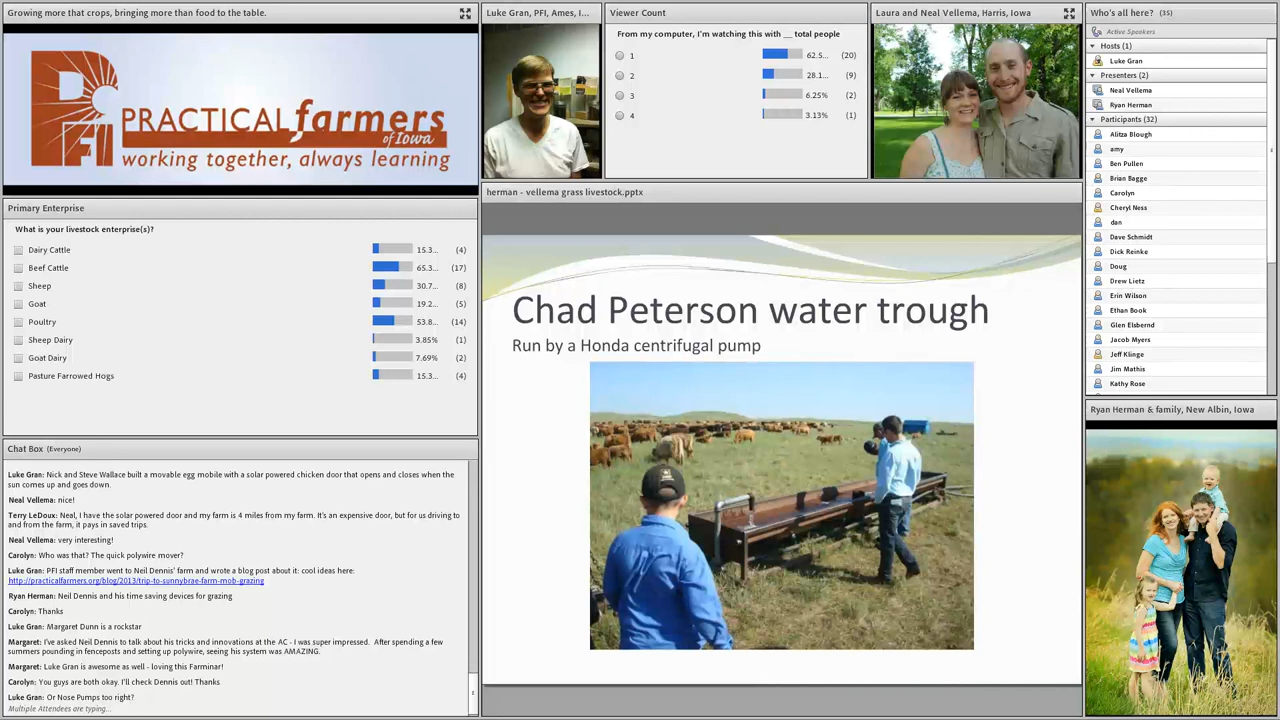 Growing more that crops, bringing more than food to the table.
PFI
PRACTICAL farmers
of Iowa
working together, always learning
Luke Gran, PFI, Ames, I...
Viewer Count
From my computer, I'm watching this with __ total people
1 62.5... (20)
2 28.1... (9)
3 6.25% (2)
4 3.13% (1)
Laura and Neal Vellema, Harris, Iowa
Who's all here? (35)
Active Speakers
Hosts (1)
Luke Gran
Presenters (2)
Neal Vellema
Ryan Herman
Participants (32)
Alitza Blough
amy
Ben Pullen
Brian Bagge
Carolyn
Cheryl Ness
dan
Dave Schmidt
Dick Reinke
Doug
Drew Lietz
Erin Wilson
Ethan Book
Glen Elsbernd
Jacob Myers
Jeff Klinge
Jim Mathis
Kathy Rose
Primary Enterprise
What is your livestock enterprise(s)?
Dairy Cattle 15.3... (4)
Beef Cattle 65.3... (17)
Sheep 30.7... (8)
Goat 19.2... (5)
Poultry 53.8... (14)
Sheep Dairy 3.85% (1)
Goat Dairy 7.69% (2)
Pasture Farrowed Hogs 15.3... (4)
herman - vellema grass livestock.pptx
Chad Peterson water trough
Run by a Honda centrifugal pump
Chat Box (Everyone)
Luke Gran: Nick and Steve Wallace built a movable egg mobile with a solar powered chicken door that opens and closes when the
sun comes up and goes down.
Neal Vellema: nice!
Terry LeDoux: Neal, I have the solar powered door and my farm is 4 miles from my farm. It's an expensive door, but for us driving to
and from the farm, it pays in saved trips.
Neal Vellema: very interesting!
Carolyn: Who was that? The quick polywire mover?
Luke Gran: PFI staff member went to Neil Dennis' farm and wrote a blog post about it: cool ideas here:
http://practicalfarmers.org/blog/2013/trip-to-sunnybrae-farm-mob-grazing
Ryan Herman: Neil Dennis and his time saving devices for grazing
Carolyn: Thanks
Luke Gran: Margaret Dunn is a rockstar
Margaret: I've asked Neil Dennis to talk about his tricks and innovations at the AC - I was super impressed. After spending a few
summers pounding in fenceposts and setting up polywire, seeing his system was AMAZING.
Margaret: Luke Gran is awesome as well - loving this Farminar!
Carolyn: You guys are both okay. I'll check Dennis out! Thanks.
Luke Gran: Or Nose Pumps too right?
Multiple Attendees are typing...
Ryan Herman & family, New Albin, Iowa